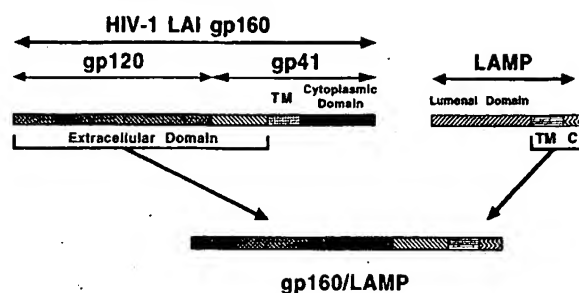 HIV-1 LAI gp160
gp120 gp41 LAMP
TM Cytoplasmic Domain Lumenal Domain
Extracellular Domain TM C
gp160/LAMP